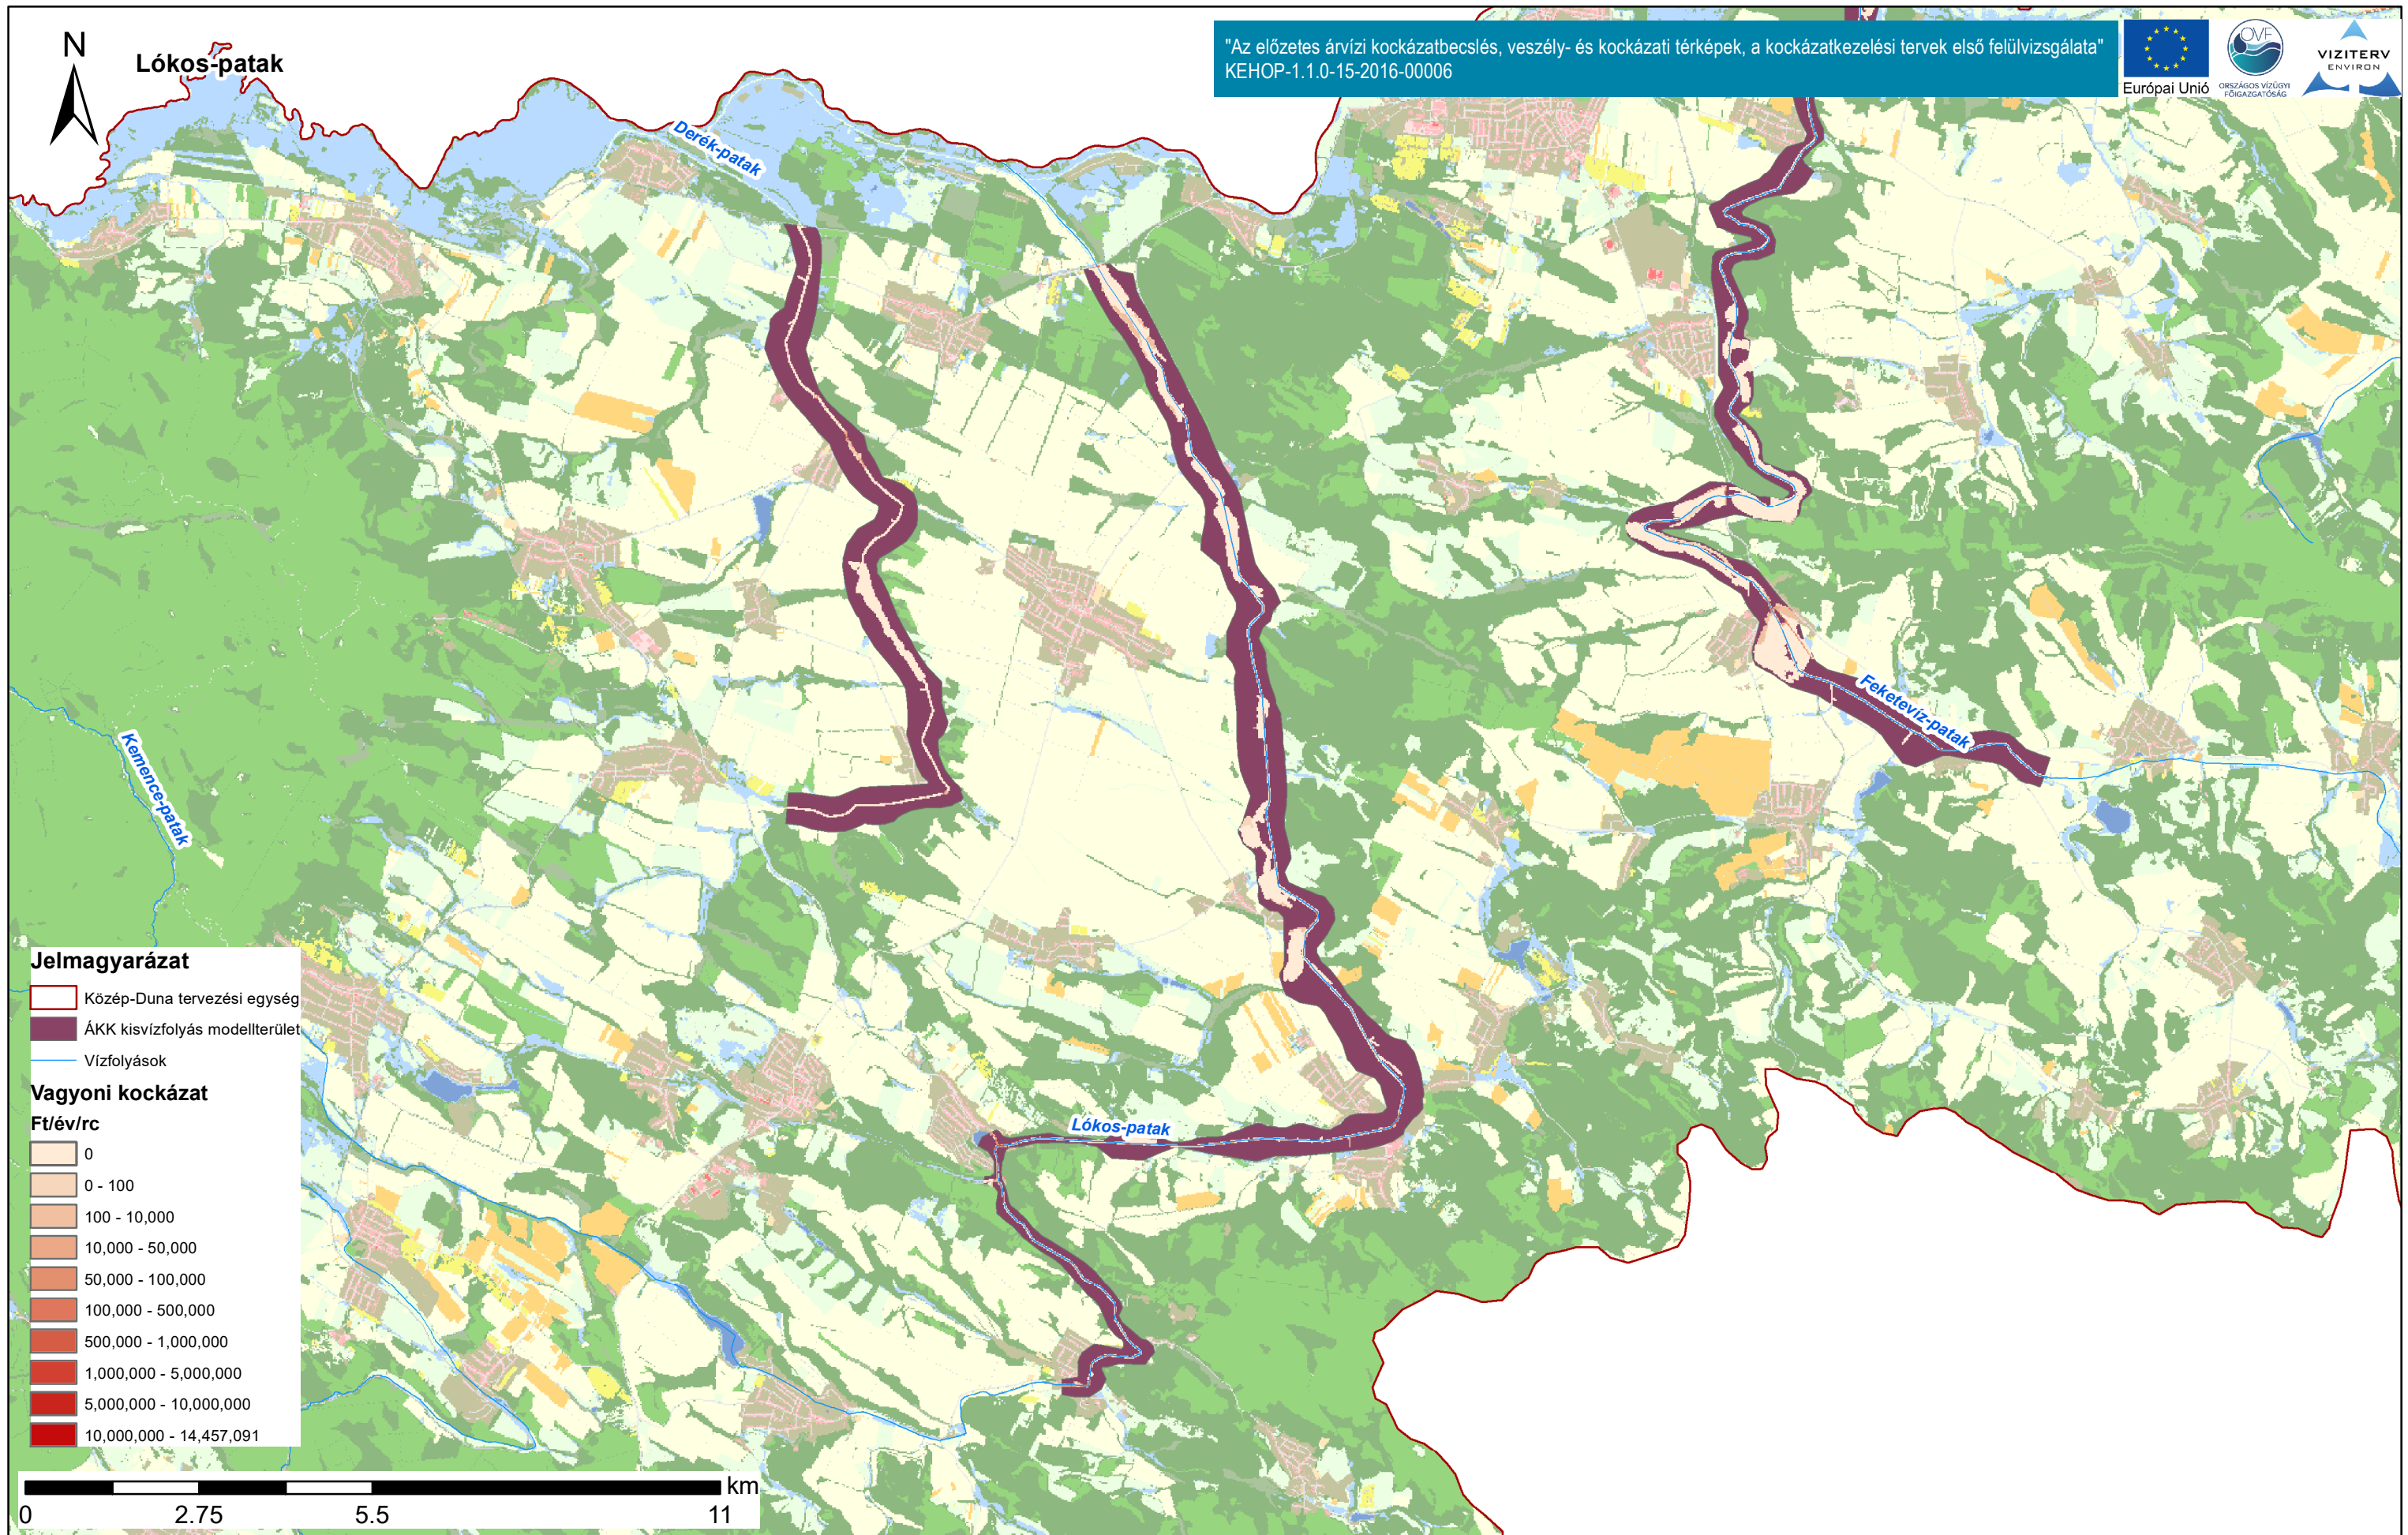 N
Lókos-patak
"Az előzetes árvízi kockázatbecslés, veszély- és kockázati térképek, a kockázatkezelési tervek első felülvizsgálata"
KEHOP-1.1.0-15-2016-00006
Európai Unió
OVF
ORSZÁGOS VÍZÜGYI
FŐIGAZGATÓSÁG
VIZITERV
ENVIRON
Derék-patak
Feketevíz-patak
Kemence-patak
Lókos-patak
Jelmagyarázat
Közép-Duna tervezési egység
ÁKK kisvízfolyás modellterület
Vízfolyások
Vagyoni kockázat
Ft/év/rc
0
0 - 100
100 - 10,000
10,000 - 50,000
50,000 - 100,000
100,000 - 500,000
500,000 - 1,000,000
1,000,000 - 5,000,000
5,000,000 - 10,000,000
10,000,000 - 14,457,091
km
0 2.75 5.5 11